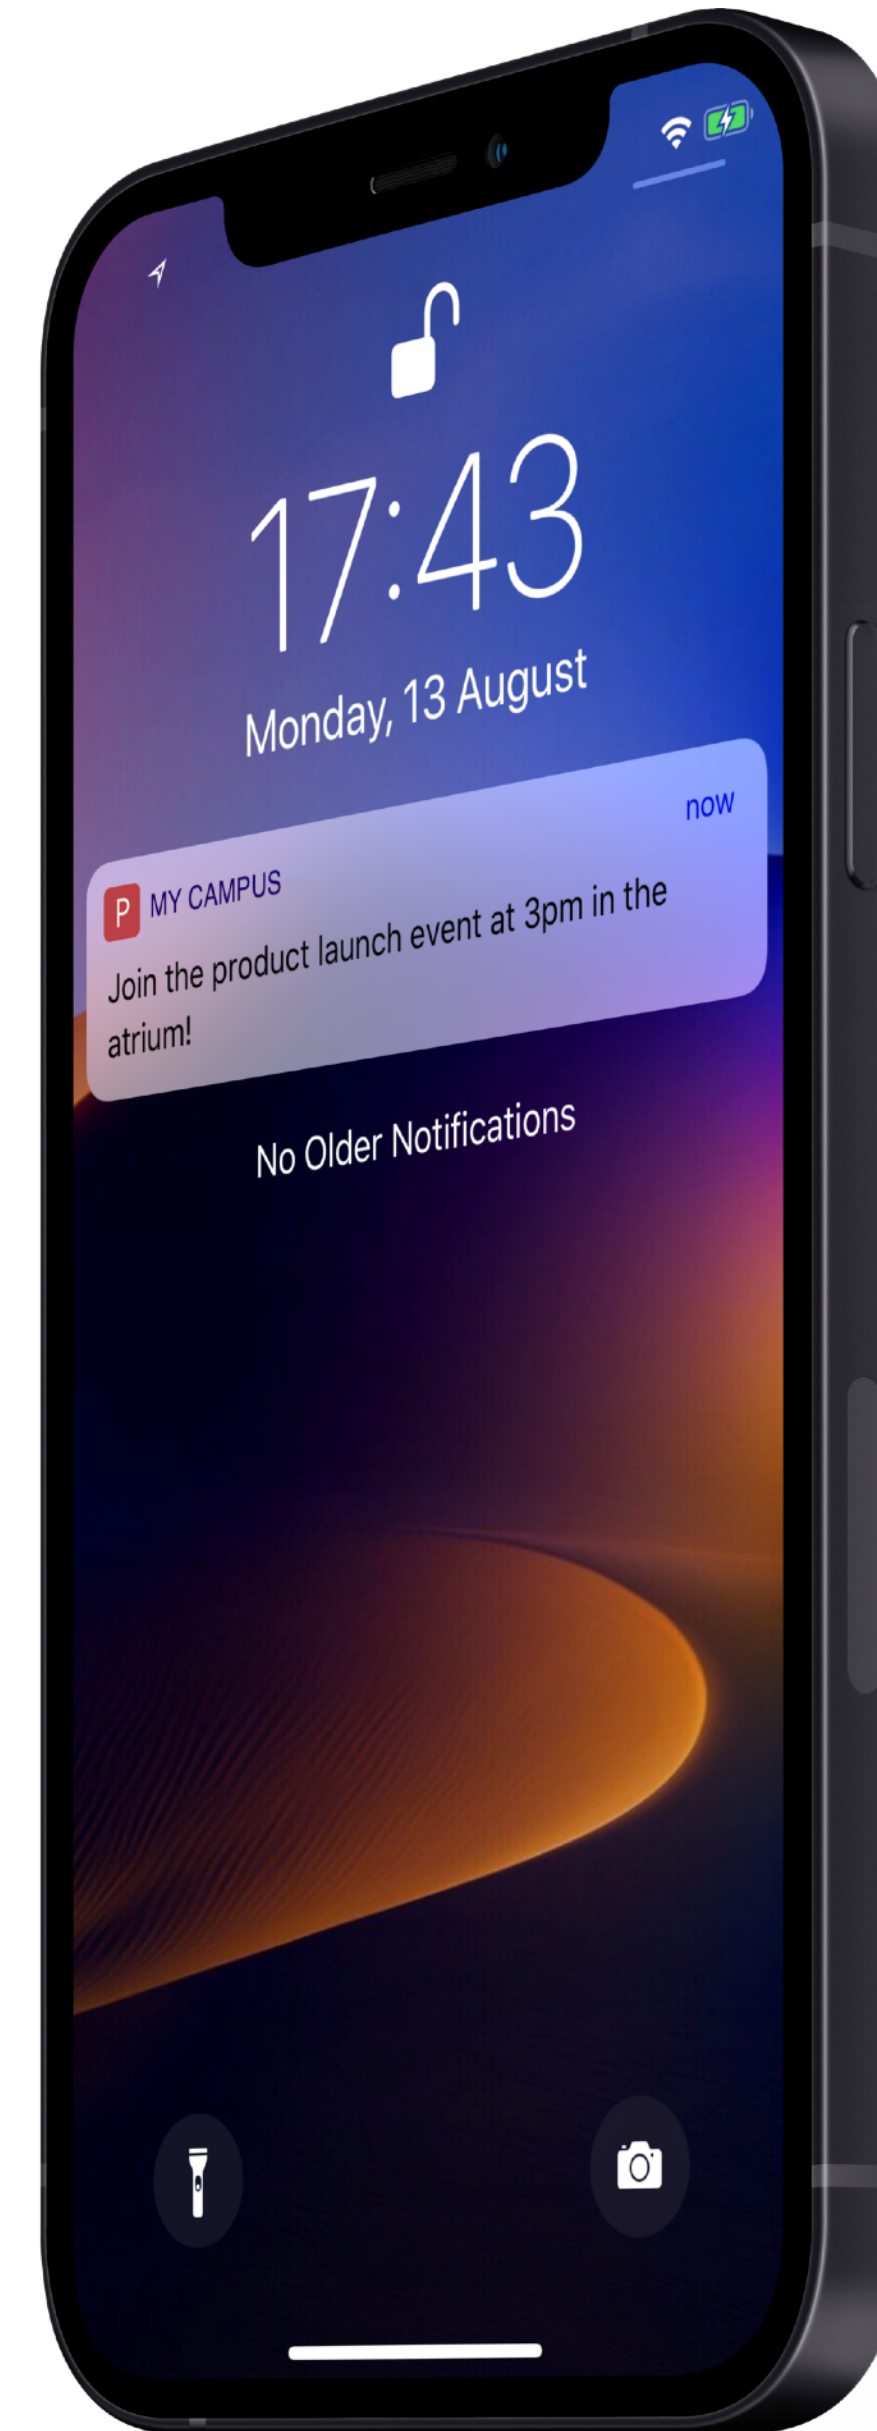 17:43
Monday, 13 August
now
P MY CAMPUS
Join the product launch event at 3pm in the
atrium!
No Older Notifications